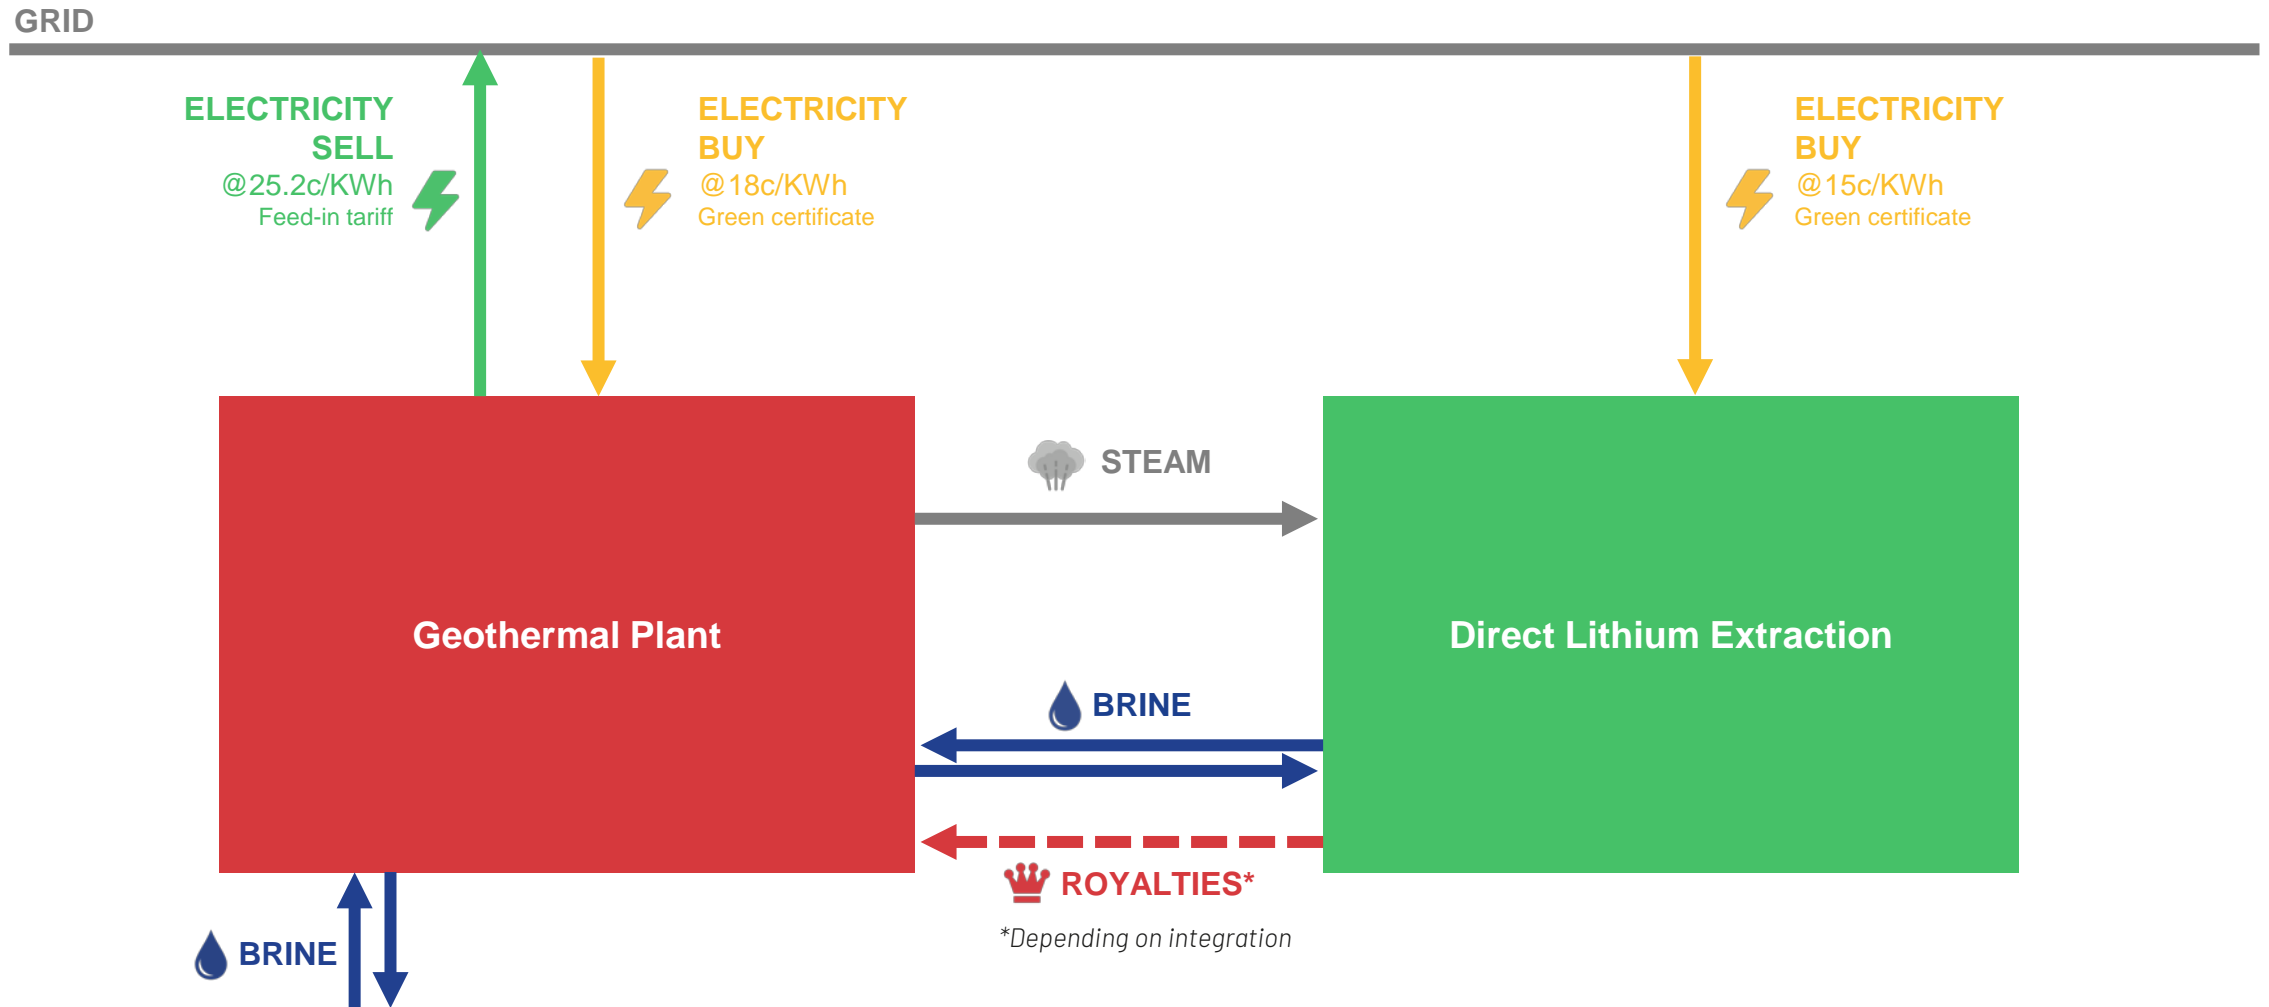 GRID
ELECTRICITY
SELL
@25.2c/KWh
Feed-in tariff
ELECTRICITY
BUY
@18c/KWh
Green certificate
ELECTRICITY
BUY
@15c/KWh
Green certificate
STEAM
Geothermal Plant
Direct Lithium Extraction
BRINE
ROYALTIES*
*Depending on integration
BRINE